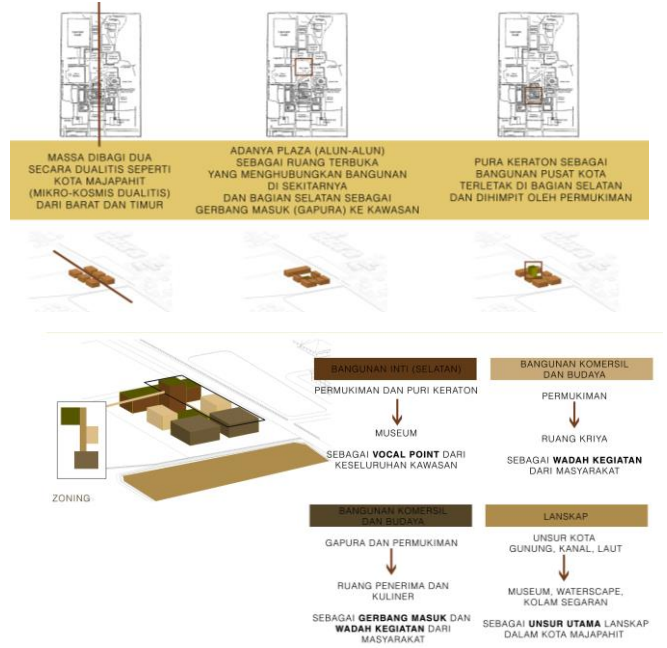 MASSA DIBAGI DUA
SECARA DUALITIS SEPERTI
KOTA MAJAPAHIT
(MIKRO-KOSMIS DUALITIS)
DARI BARAT DAN TIMUR
ADANYA PLAZA (ALUN-ALUN)
SEBAGAI RUANG TERBUKA
YANG MENGHUBUNGKAN BANGUNAN
DI SEKITARNYA
DAN BAGIAN SELATAN SEBAGAI
GERBANG MASUK (GAPURA) KE KAWASAN
PURA KERATON SEBAGAI
BANGUNAN PUSAT KOTA
TERLETAK DI BAGIAN SELATAN
DAN DIHIMPIT OLEH PERMUKIMAN
ZONING
BANGUNAN INTI (SELATAN)
PERMUKIMAN DAN PURI KERATON
MUSEUM
SEBAGAI VOCAL POINT DARI
KESELURUHAN KAWASAN
BANGUNAN KOMERSIL
DAN BUDAYA
PERMUKIMAN
RUANG KRIYA
SEBAGAI WADAH KEGIATAN
DARI MASYARAKAT
BANGUNAN KOMERSIL
DAN BUDAYA
GAPURA DAN PERMUKIMAN
RUANG PENERIMA DAN
KULINER
SEBAGAI GERBANG MASUK DAN
WADAH KEGIATAN DARI
MASYARAKAT
LANSKAP
UNSUR KOTA
GUNUNG, KANAL, LAUT
MUSEUM, WATERSCAPE,
KOLAM SEGARAN
SEBAGAI UNSUR UTAMA LANSKAP
DALAM KOTA MAJAPAHIT